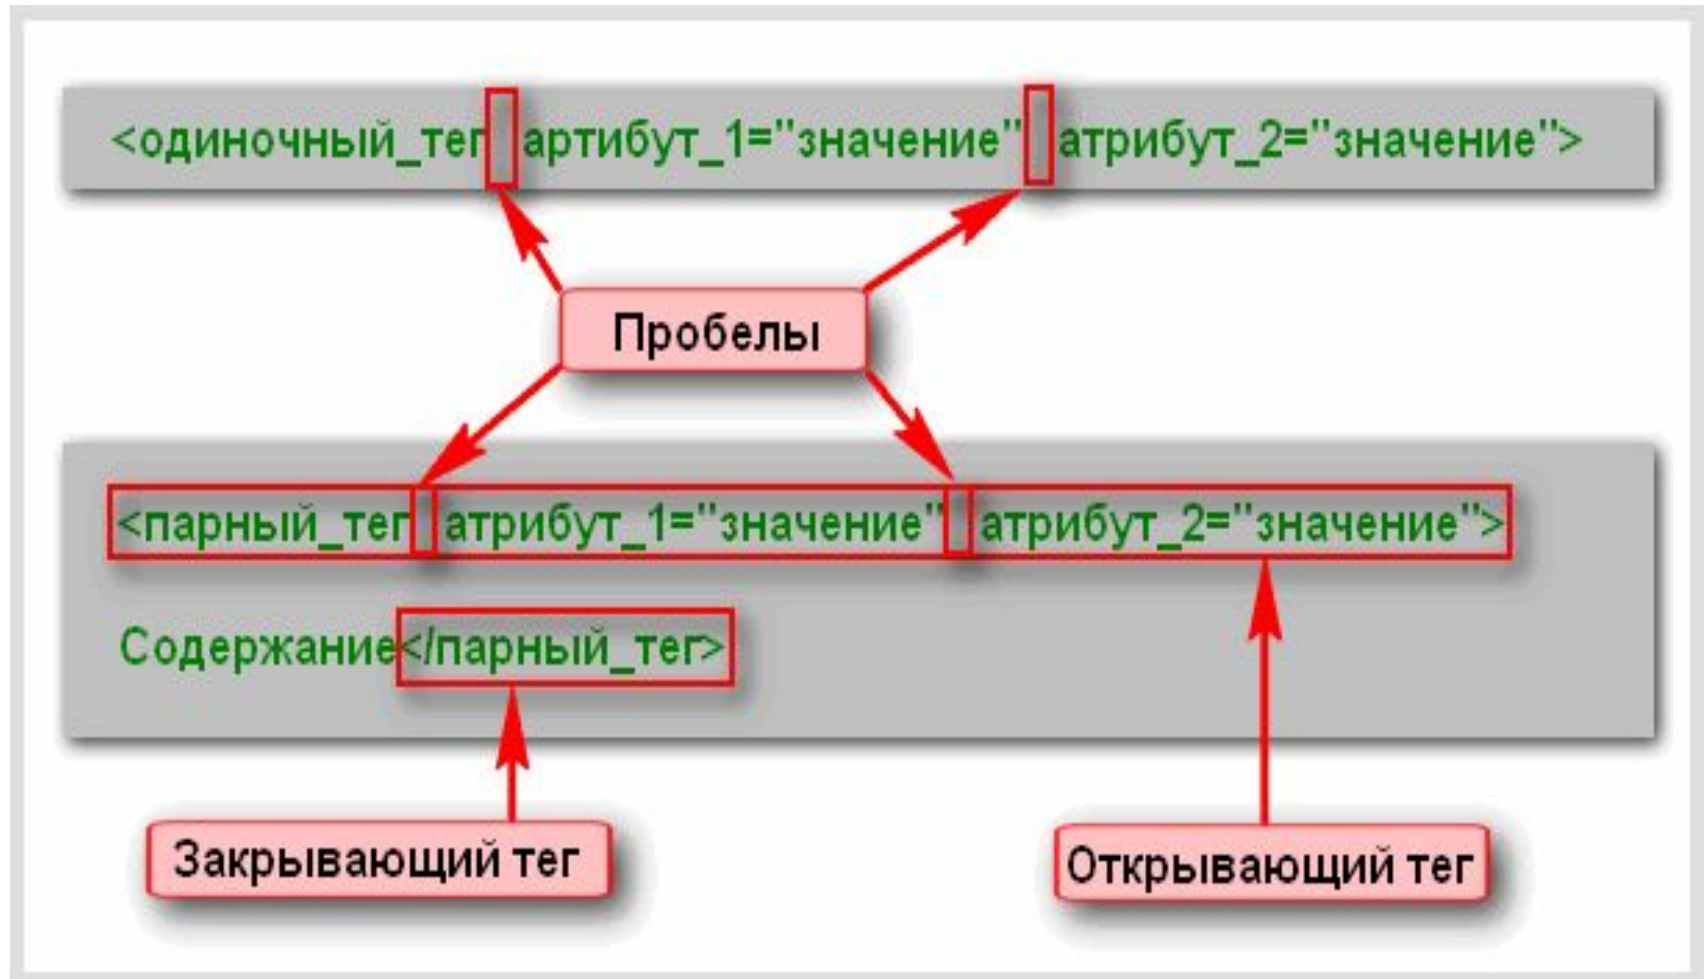 <одиночный_тег артибут_1="значение" атрибут_2="значение">
Пробелы
<парный_тег атрибут_1="значение" атрибут_2="значение">
Содержание</парный_тег>
Закрывающий тег
Открывающий тег